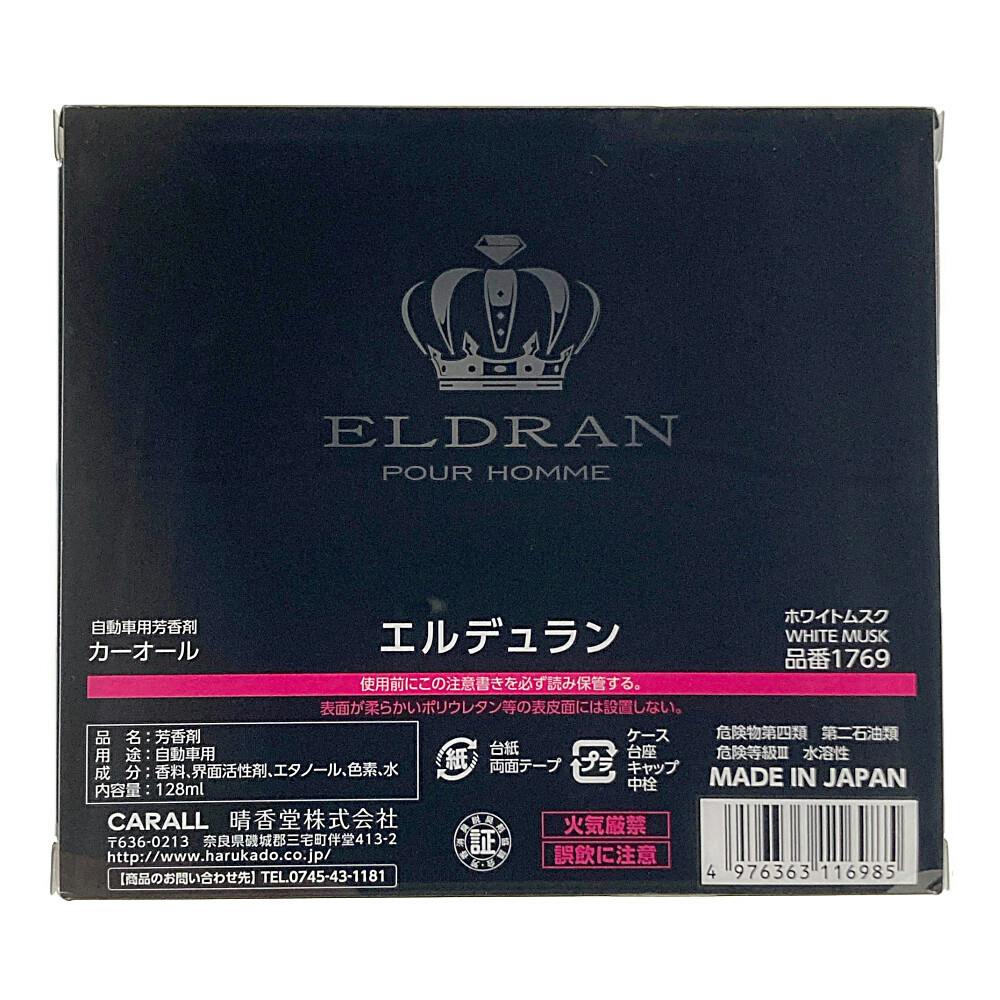 ELDRAN
POUR HOMME
自動車用芳香剤
カーオール
エルデュラン
ホワイトムスク
WHITE MUSK
品番1769
使用前にこの注意書きを必ず読み保管する。
表面が柔らかいポリウレタン等の表皮面には設置しない。
品 名:芳香剤
用 途:自動車用
成 分:香料、界面活性剤、エタノール、色素、水
内容量:128ml
紙
台紙
両面テープ
プラ
ケース
台座
キャップ
中栓
危険物第四類 第二石油類
危険等級Ⅲ 水溶性
MADE IN JAPAN
CARALL 晴香堂株式会社
〒636-0213 奈良県磯城郡三宅町伴堂413-2
http://www.harukado.co.jp/
【商品のお問い合わせ先】TEL.0745-43-1181
証
火気厳禁
誤飲に注意
4 976363 116985